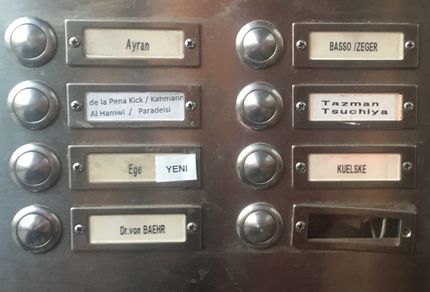 Ayran
BASSO /ZEGER
de la Pena Kick / Kahmann
Al Hanwi / Paradeisi
Tazman
Tsuchiya
Ege YENI
KUELSKE
Dr.von BAEHR